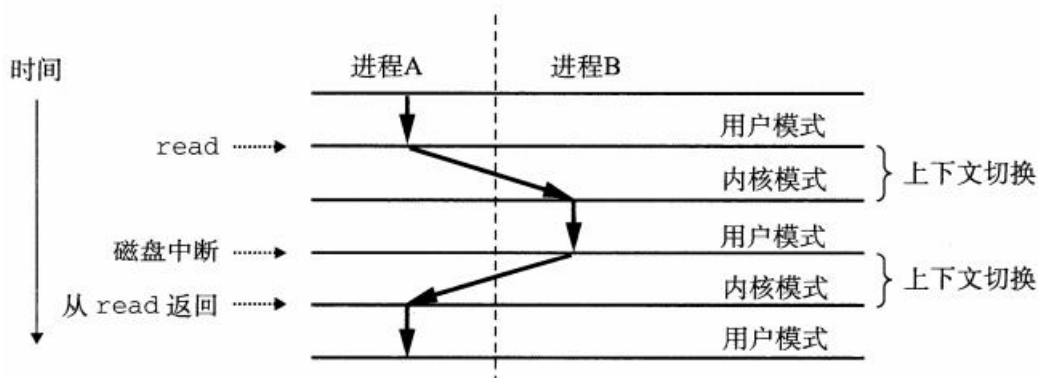 时间
进程A 进程B
用户模式
read
内核模式
上下文切换
用户模式
磁盘中断
内核模式
上下文切换
从 read 返回
用户模式